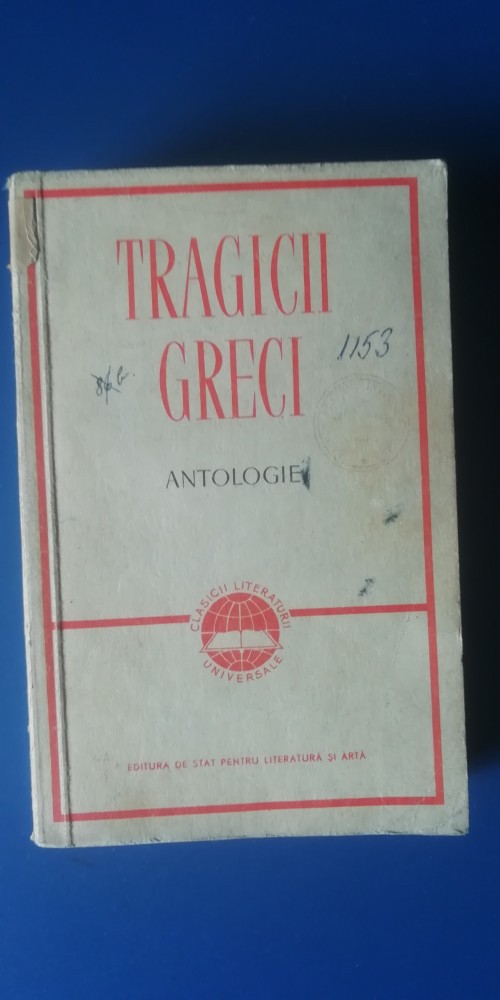 TRAGICII
GRECI
1153
ANTOLOGIE
CLASICII LITERATURII
UNIVERSALE
EDITURA DE STAT PENTRU LITERATURĂ ȘI ARTĂ